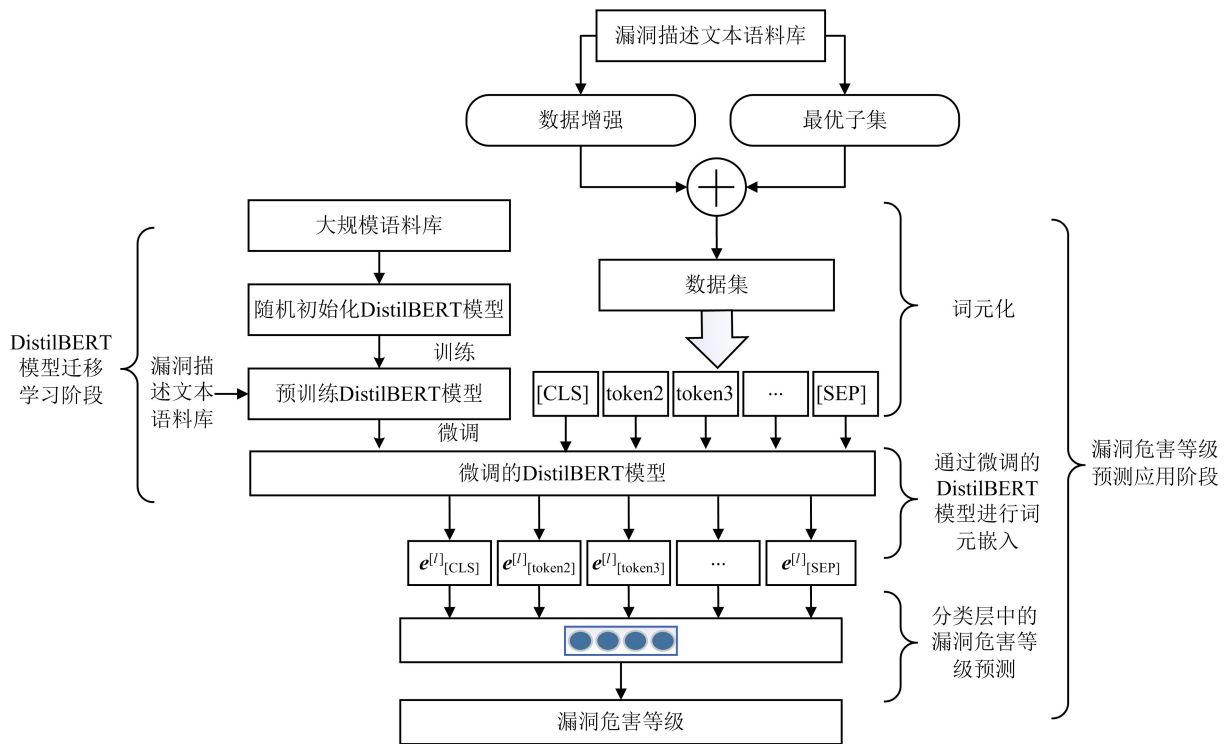 漏洞描述文本语料库
数据增强
最优子集
大规模语料库
数据集
词元化
随机初始化DistilBERT模型
训练
DistilBERT
模型迁移
学习阶段
漏洞描
述文本
语料库
预训练DistilBERT模型
微调
[CLS]
token2
token3
...
[SEP]
微调的DistilBERT模型
通过微调的
DistilBERT
模型进行词
元嵌入
漏洞危害等级
预测应用阶段
e[l][CLS]
e[l][token2]
e[l][token3]
...
e[l][SEP]
分类层中的
漏洞危害等
级预测
漏洞危害等级